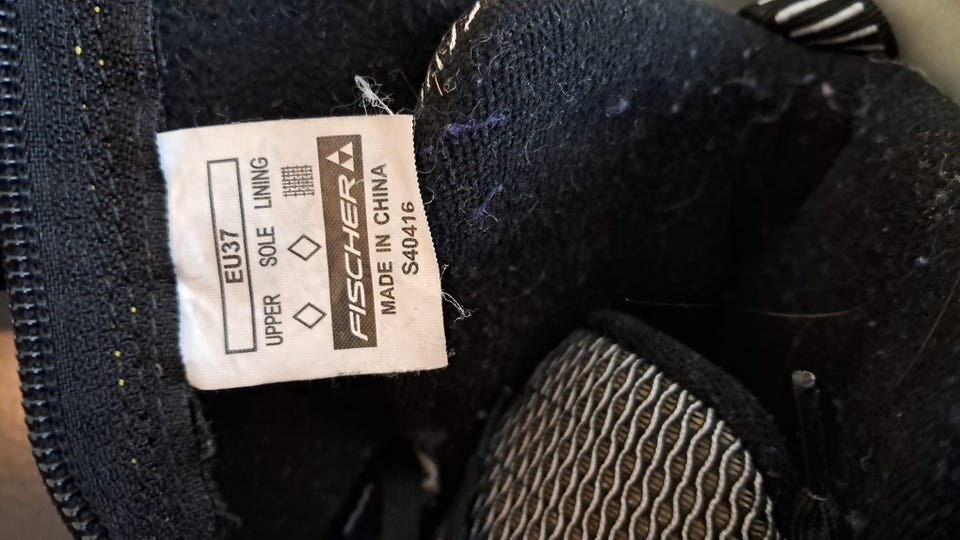 EU37
UPPER SOLE LINING
FISCHER
MADE IN CHINA
S40416